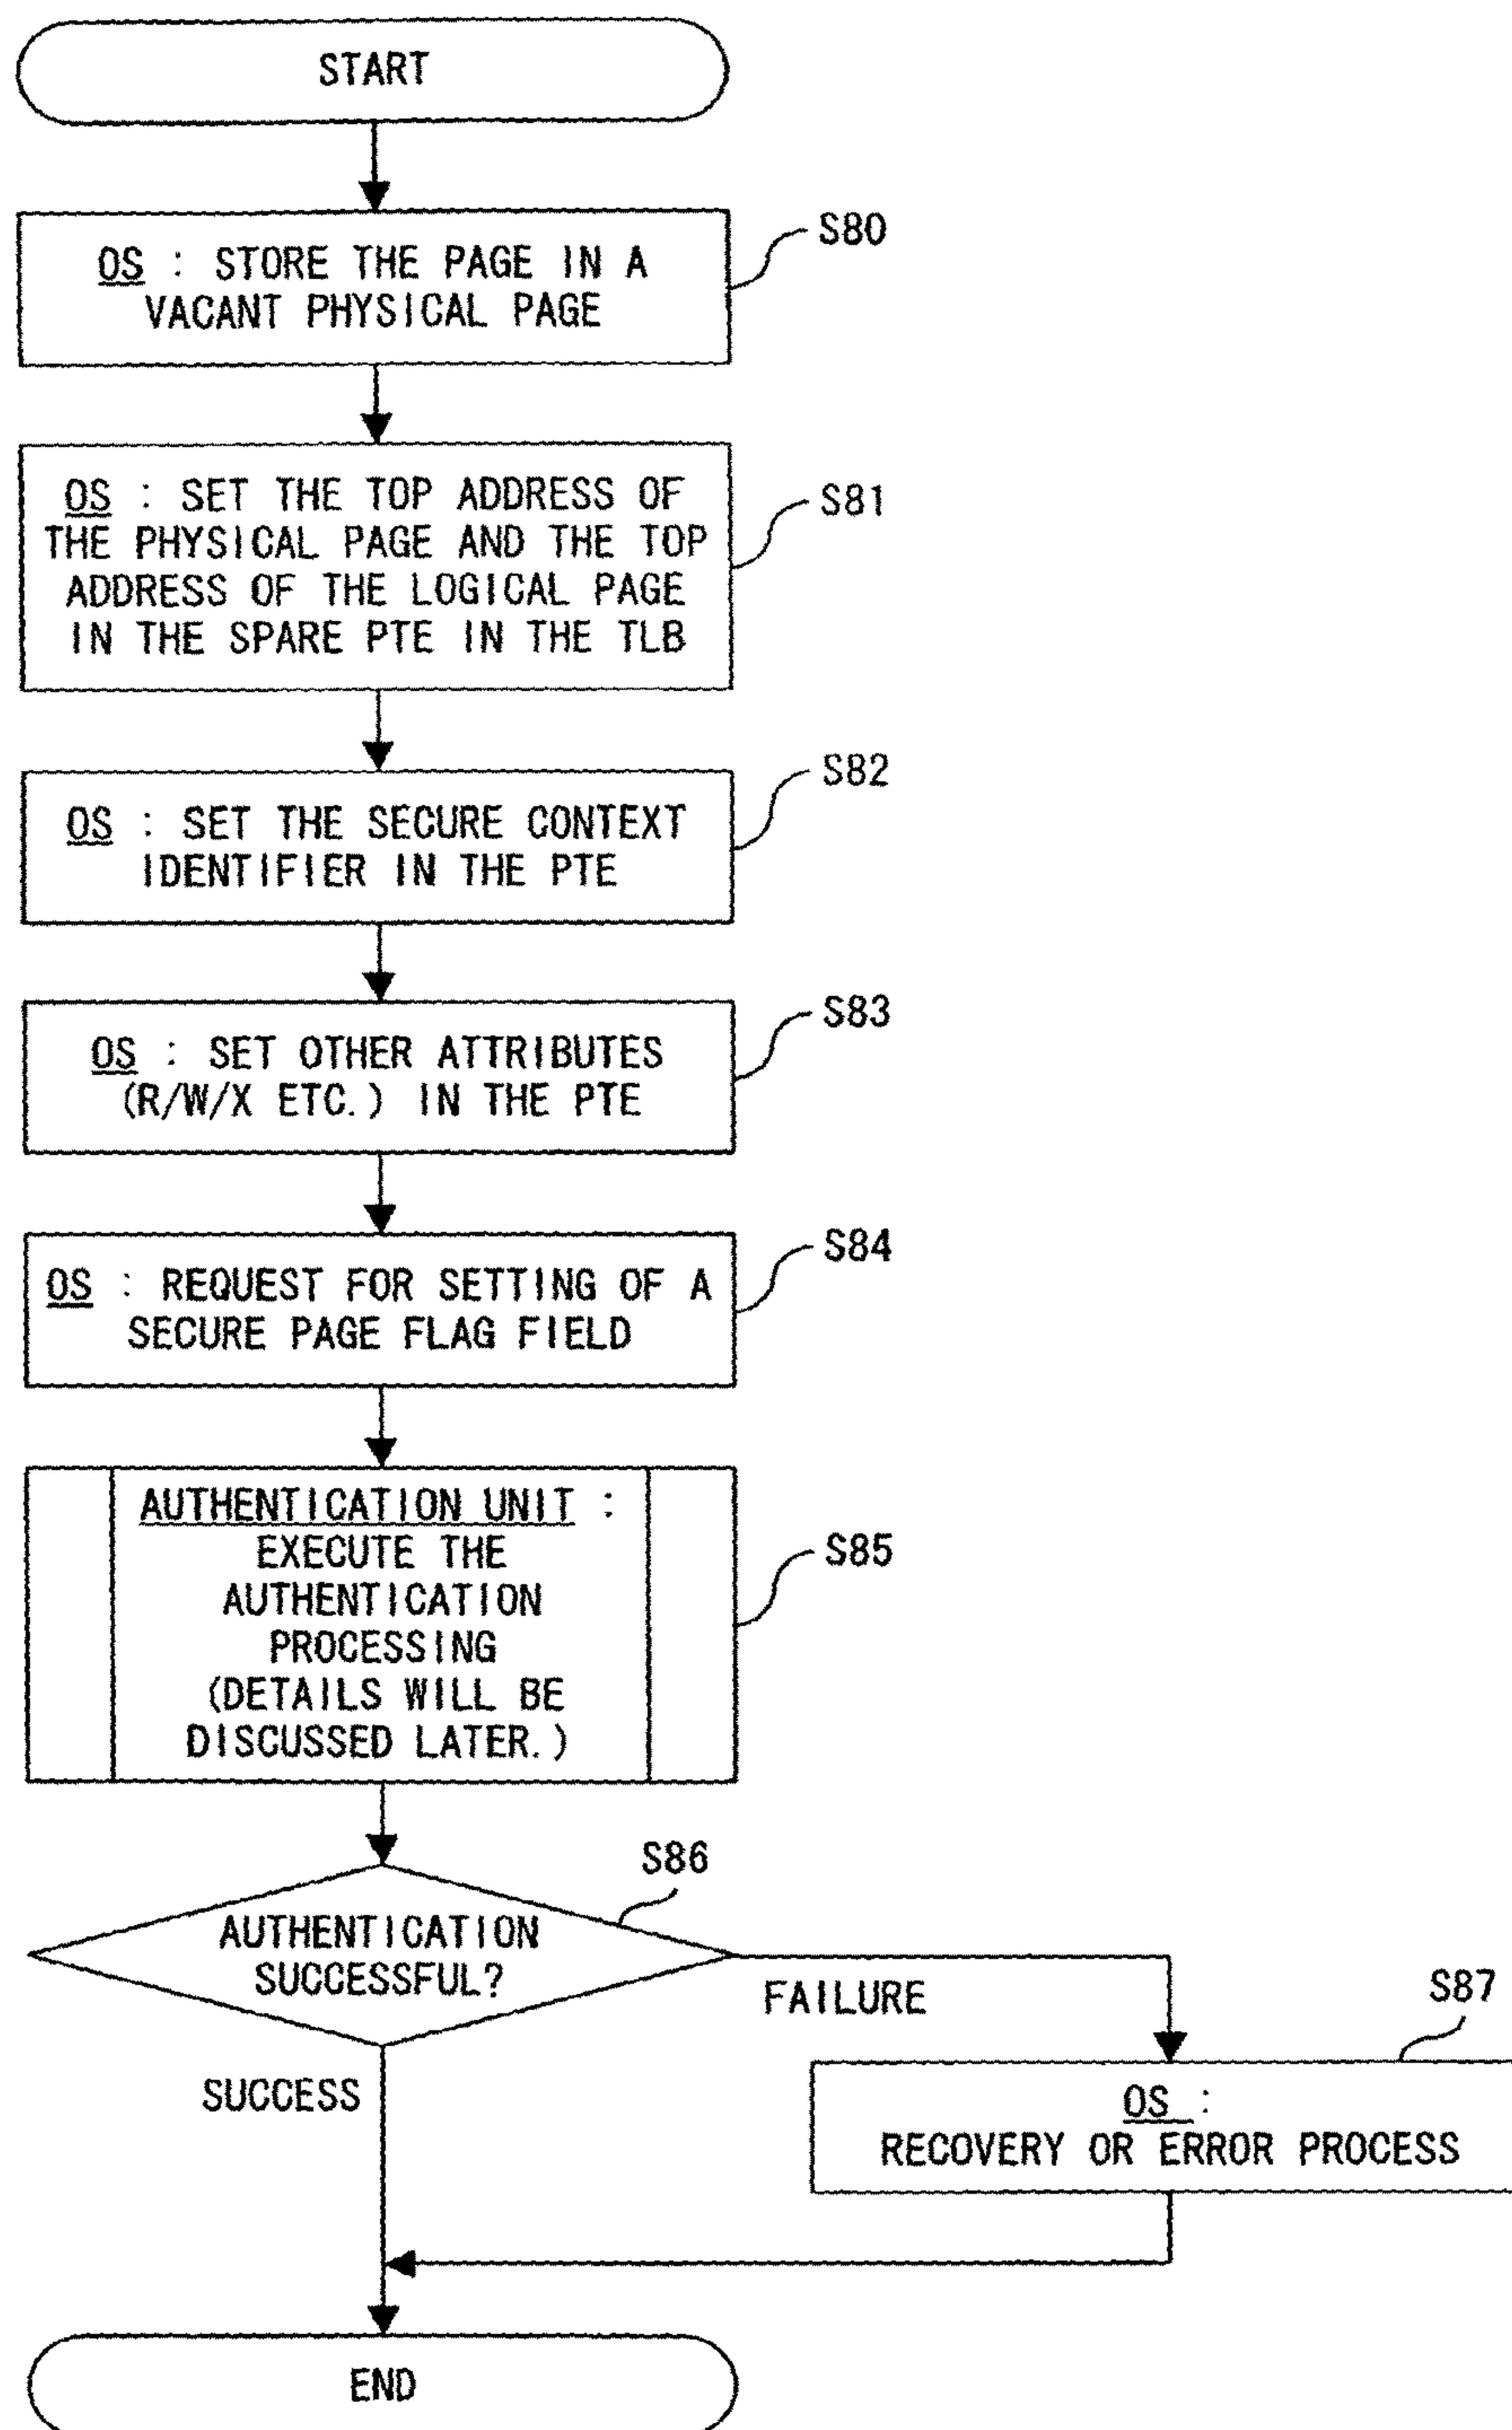 START
S80
OS : STORE THE PAGE IN A
VACANT PHYSICAL PAGE
S81
OS : SET THE TOP ADDRESS OF
THE PHYSICAL PAGE AND THE TOP
ADDRESS OF THE LOGICAL PAGE
IN THE SPARE PTE IN THE TLB
S82
OS : SET THE SECURE CONTEXT
IDENTIFIER IN THE PTE
S83
OS : SET OTHER ATTRIBUTES
(R/W/X ETC.) IN THE PTE
S84
OS : REQUEST FOR SETTING OF A
SECURE PAGE FLAG FIELD
S85
AUTHENTICATION UNIT :
EXECUTE THE
AUTHENTICATION
PROCESSING
(DETAILS WILL BE
DISCUSSED LATER.)
S86
AUTHENTICATION
SUCCESSFUL?
FAILURE
S87
SUCCESS
OS :
RECOVERY OR ERROR PROCESS
END